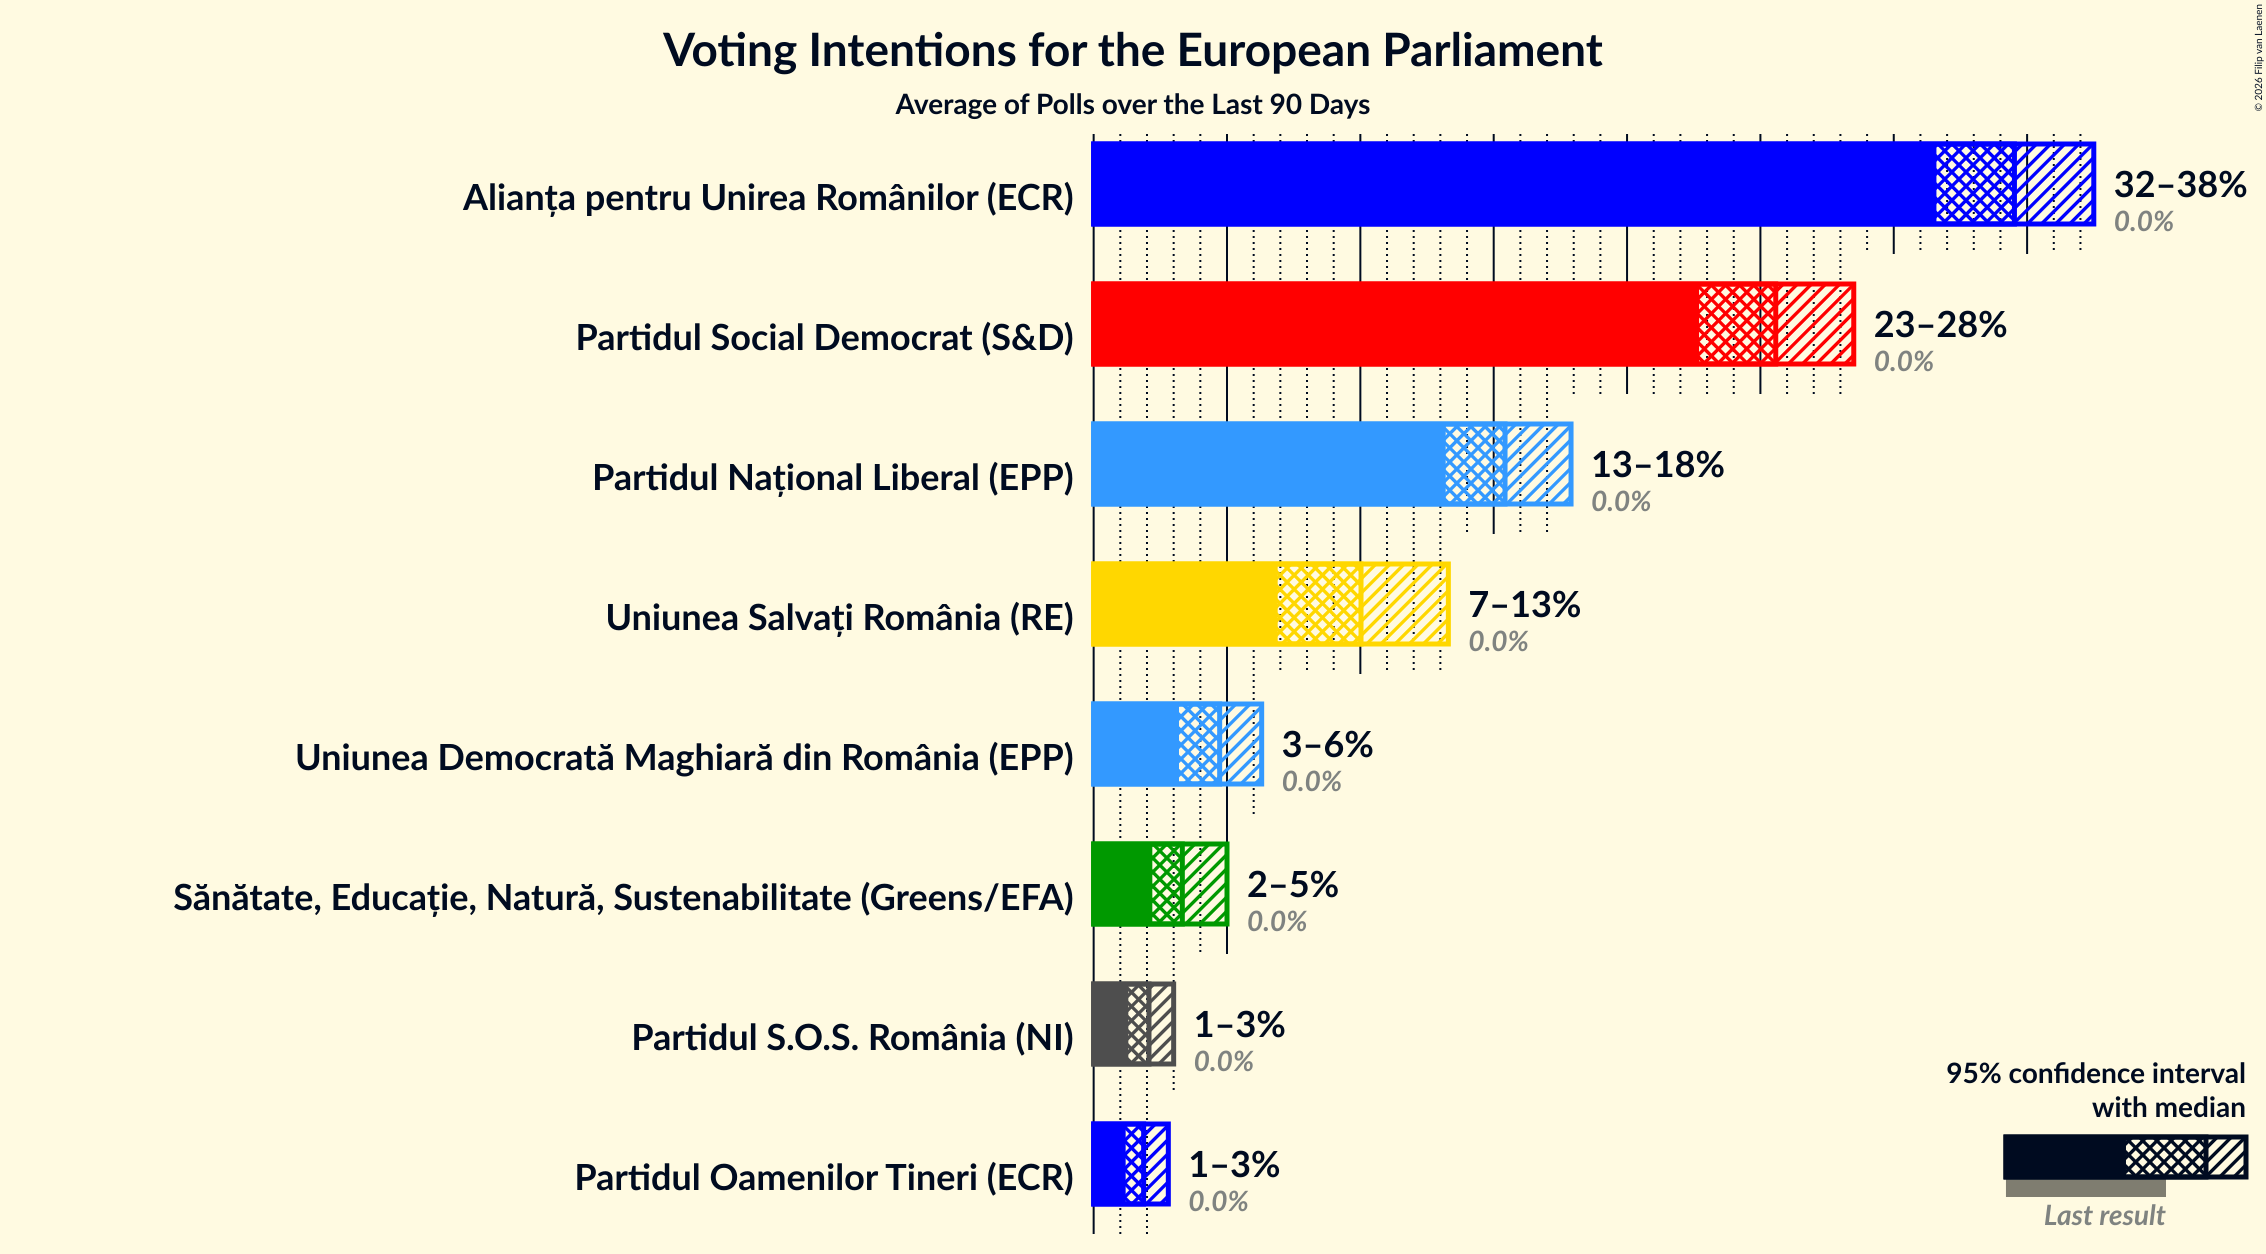 © 2026 Filip van Laenen
Voting Intentions for the European Parliament
Average of Polls over the Last 90 Days
Alianța pentru Unirea Românilor (ECR)
32–38%
0.0%
Partidul Social Democrat (S&D)
23–28%
0.0%
Partidul Național Liberal (EPP)
13–18%
0.0%
Uniunea Salvați România (RE)
7–13%
0.0%
Uniunea Democrată Maghiară din România (EPP)
3–6%
0.0%
Sănătate, Educație, Natură, Sustenabilitate (Greens/EFA)
2–5%
0.0%
Partidul S.O.S. România (NI)
1–3%
0.0%
Partidul Oamenilor Tineri (ECR)
1–3%
0.0%
95% confidence interval
with median
Last result